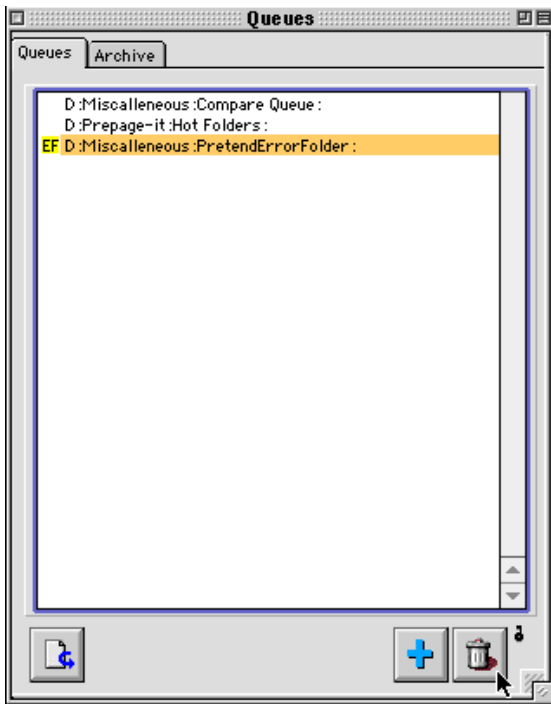 Queues
Queues Archive
D:Miscalleneous:Compare Queue:
D:Prepage-it:Hot Folders:
EF D:Miscalleneous:PretendErrorFolder: